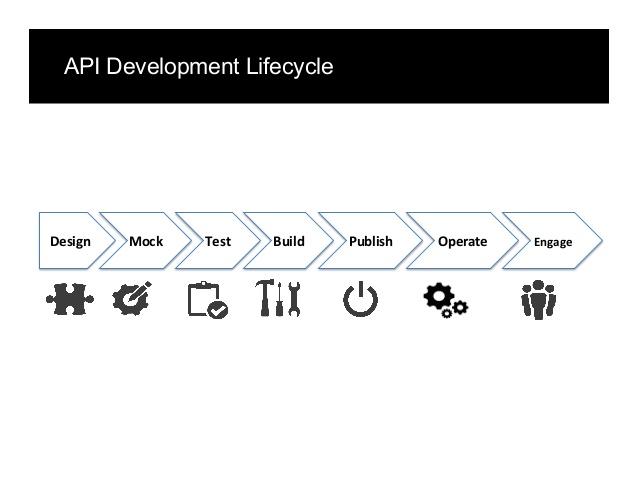 API Development Lifecycle
Design Mock Test Build Publish Operate Engage